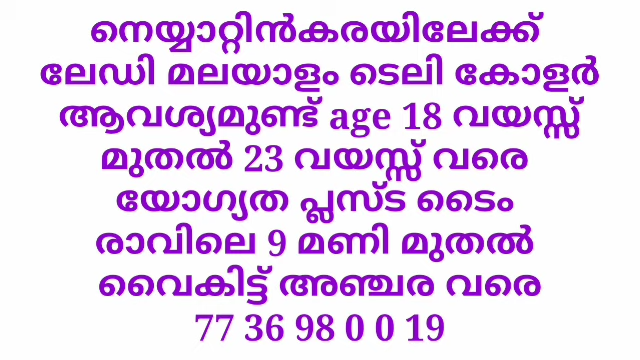 നെയ്യാറ്റിൻകരയിലേക്ക്
ലേഡി മലയാളം ടെലി കോളർ
ആവശ്യമുണ്ട് age 18 വയസ്സ്
മുതൽ 23 വയസ്സ് വരെ
യോഗ്യത പ്ലസ്ട ടൈം
രാവിലെ 9 മണി മുതൽ
വൈകിട്ട് അഞ്ചര വരെ
77 36 98 0 0 19